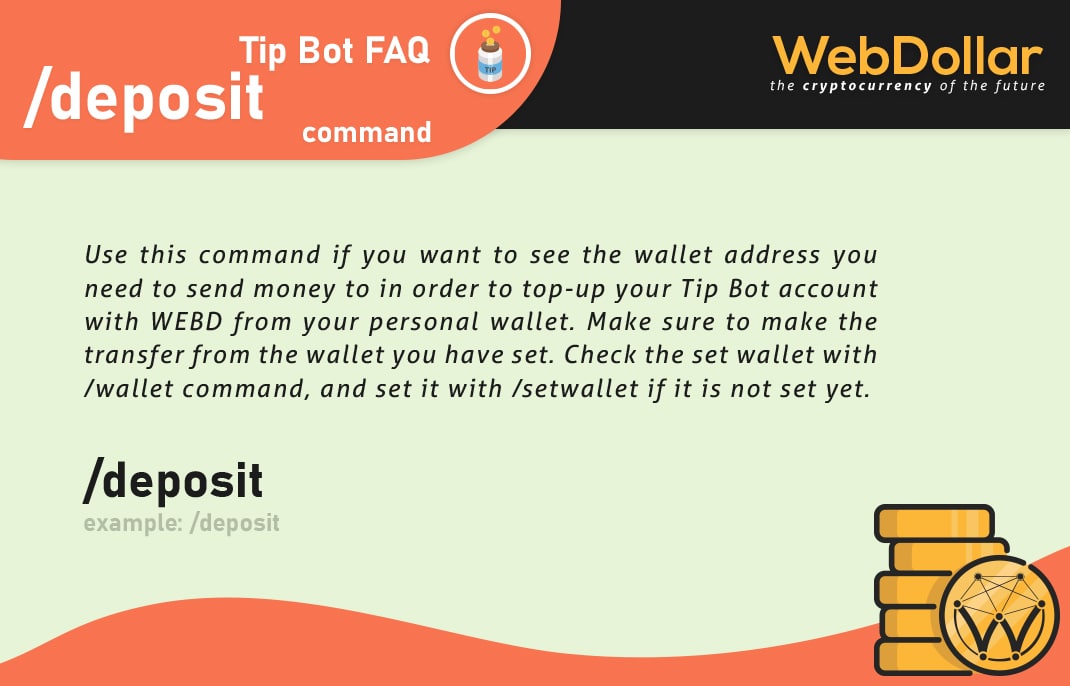 Tip Bot FAQ
/deposit
command
TIP
WebDollar
the cryptocurrency of the future
Use this command if you want to see the wallet address you
need to send money to in order to top-up your Tip Bot account
with WEBD from your personal wallet. Make sure to make the
transfer from the wallet you have set. Check the set wallet with
/wallet command, and set it with /setwallet if it is not set yet.
/deposit
example: /deposit